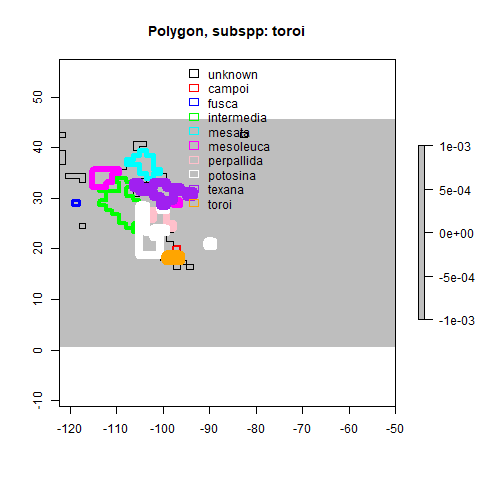 Polygon, subspp: toroi
unknown
campoi
fusca
intermedia
mesata
mesoleuca
perpallida
potosina
texana
toroi
50
40
30
20
10
0
-10
-120
-110
-100
-90
-80
-70
-60
-50
1e-03
5e-04
0e+00
-5e-04
-1e-03